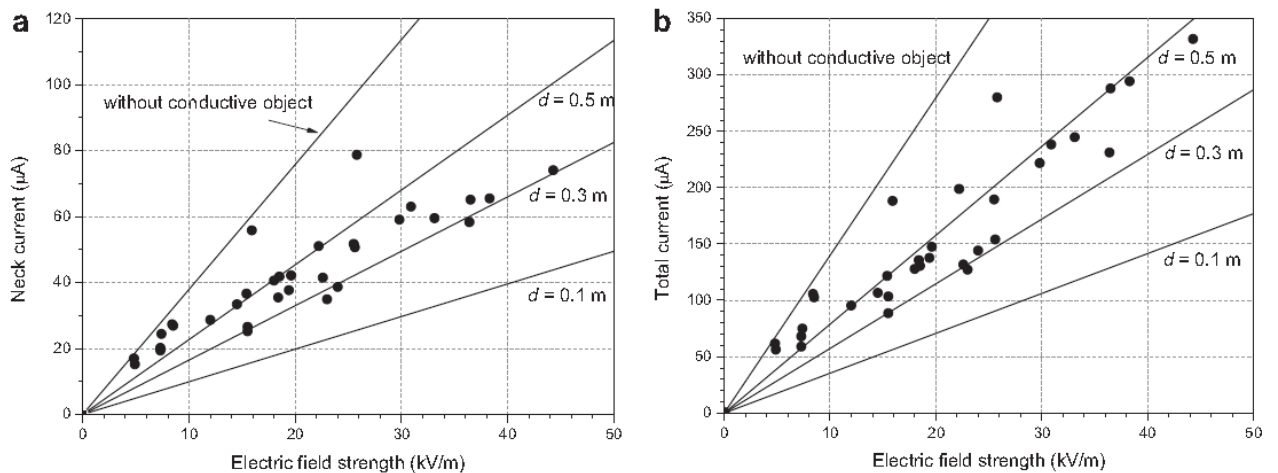 a
120
100
80
60
40
20
0
Neck current (µA)
without conductive object
d = 0.5 m
d = 0.3 m
d = 0.1 m
0 10 20 30 40 50
Electric field strength (kV/m)
b
350
300
250
200
150
100
50
0
Total current (µA)
without conductive object
d = 0.5 m
d = 0.3 m
d = 0.1 m
0 10 20 30 40 50
Electric field strength (kV/m)